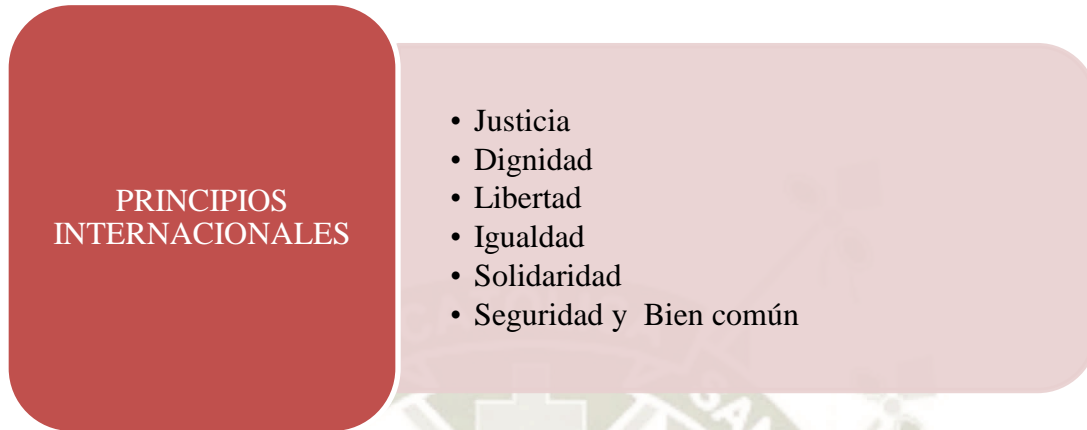 PRINCIPIOS
INTERNACIONALES
• Justicia
• Dignidad
• Libertad
• Igualdad
• Solidaridad
• Seguridad y Bien común